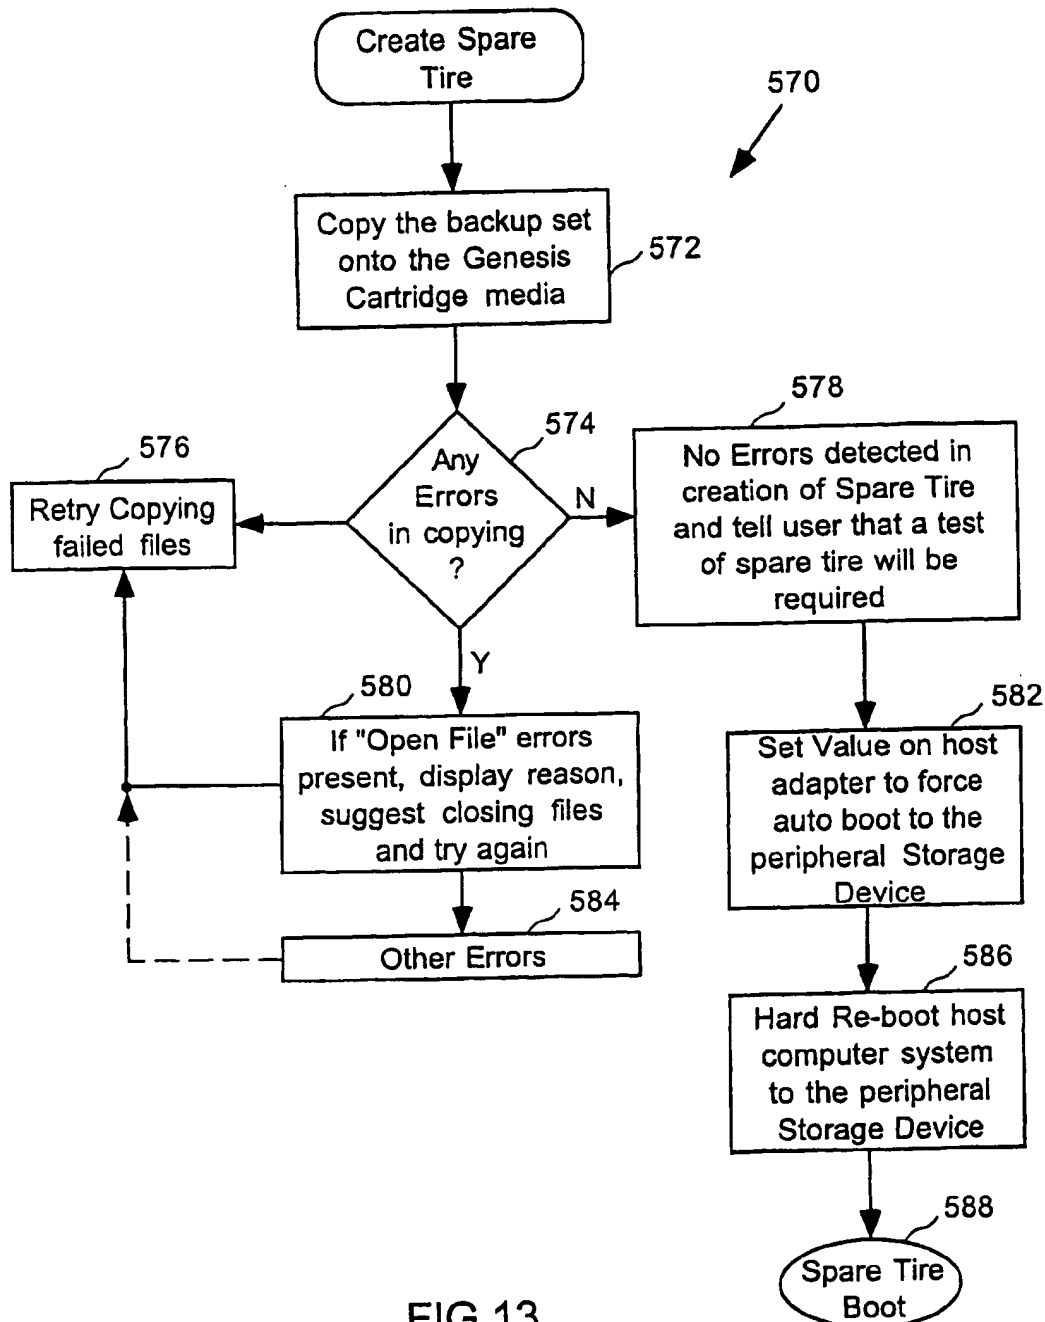 Create Spare
Tire
570
Copy the backup set
onto the Genesis
Cartridge media
572
574
Any
Errors
in copying
?
N
Y
576
Retry Copying
failed files
578
No Errors detected in
creation of Spare Tire
and tell user that a test
of spare tire will be
required
580
If "Open File" errors
present, display reason,
suggest closing files
and try again
582
Set Value on host
adapter to force
auto boot to the
peripheral Storage
Device
584
Other Errors
586
Hard Re-boot host
computer system
to the peripheral
Storage Device
588
Spare Tire
Boot
FIG.13